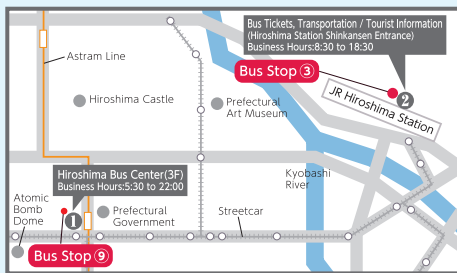 Bus Tickets, Transportation / Tourist Information
(Hiroshima Station Shinkansen Entrance)
Business Hours:8:30 to 18:30
Astram Line
Bus Stop ③
2
JR Hiroshima Station
Hiroshima Castle
Prefectural
Art Museum
Hiroshima Bus Center(3F)
Business Hours:5:30 to 22:00
Kyobashi
River
Atomic
Bomb
Dome
1
Prefectural
Government
Streetcar
Bus Stop ⑨